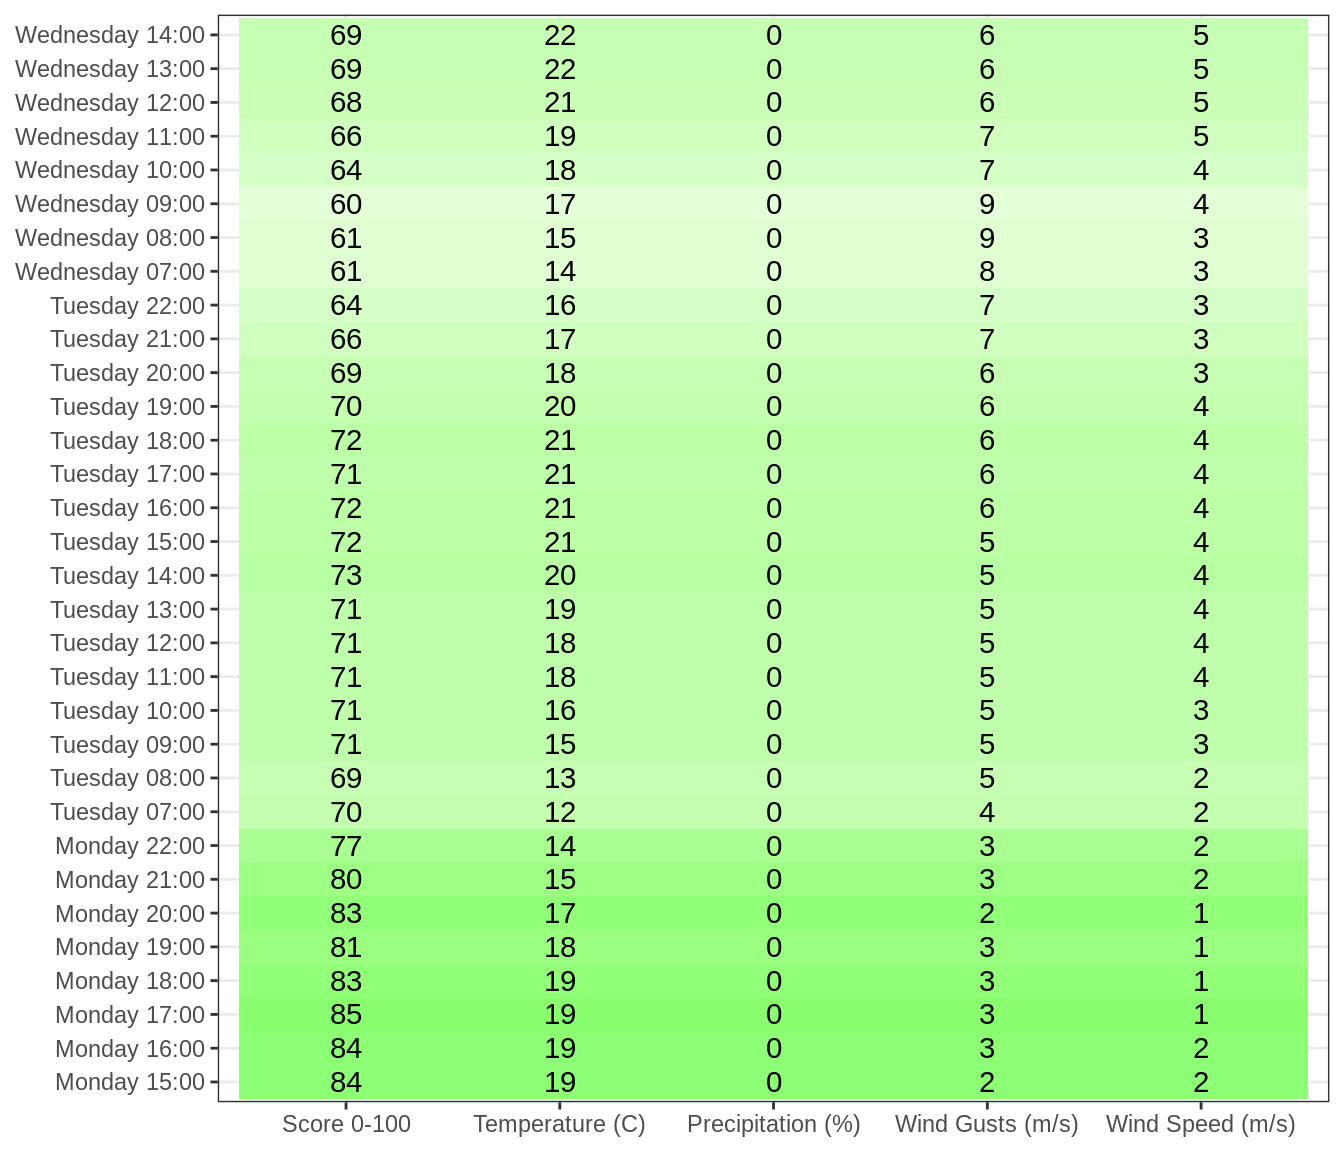 Wednesday 14:00 69 22 0 6 5
Wednesday 13:00 69 22 0 6 5
Wednesday 12:00 68 21 0 6 5
Wednesday 11:00 66 19 0 7 5
Wednesday 10:00 64 18 0 7 4
Wednesday 09:00 60 17 0 9 4
Wednesday 08:00 61 15 0 9 3
Wednesday 07:00 61 14 0 8 3
Tuesday 22:00 64 16 0 7 3
Tuesday 21:00 66 17 0 7 3
Tuesday 20:00 69 18 0 6 3
Tuesday 19:00 70 20 0 6 4
Tuesday 18:00 72 21 0 6 4
Tuesday 17:00 71 21 0 6 4
Tuesday 16:00 72 21 0 6 4
Tuesday 15:00 72 21 0 5 4
Tuesday 14:00 73 20 0 5 4
Tuesday 13:00 71 19 0 5 4
Tuesday 12:00 71 18 0 5 4
Tuesday 11:00 71 18 0 5 4
Tuesday 10:00 71 16 0 5 3
Tuesday 09:00 71 15 0 5 3
Tuesday 08:00 69 13 0 5 2
Tuesday 07:00 70 12 0 4 2
Monday 22:00 77 14 0 3 2
Monday 21:00 80 15 0 3 2
Monday 20:00 83 17 0 2 1
Monday 19:00 81 18 0 3 1
Monday 18:00 83 19 0 3 1
Monday 17:00 85 19 0 3 1
Monday 16:00 84 19 0 3 2
Monday 15:00 84 19 0 2 2
Score 0-100 Temperature (C) Precipitation (%) Wind Gusts (m/s) Wind Speed (m/s)